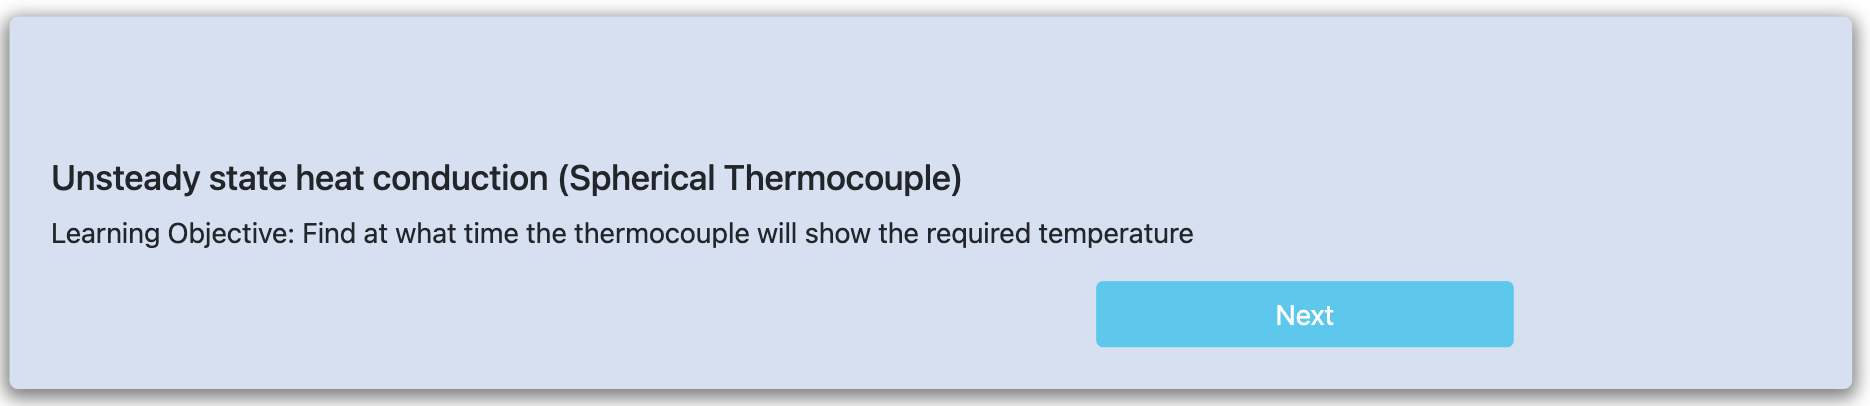 Unsteady state heat conduction (Spherical Thermocouple)
Learning Objective: Find at what time the thermocouple will show the required temperature
Next